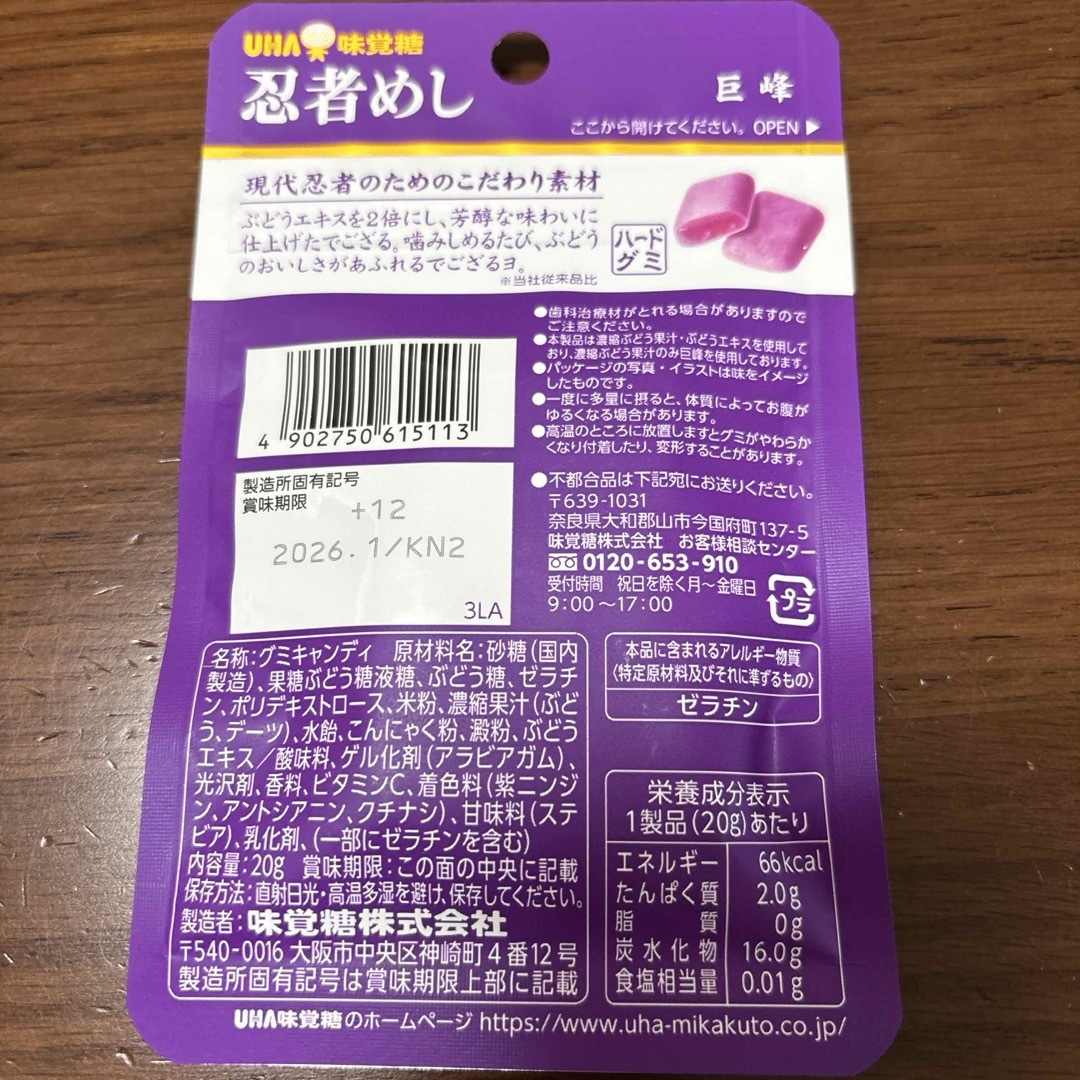 UHA味覚糖
忍者めし
巨峰
ここから開けてください。OPEN▶
現代忍者のためのこだわり素材
ぶどうエキスを2倍にし、芳醇な味わいに
仕上げたでござる。噛みしめるたび、ぶどう
のおいしさがあふれるでござるヨ。
※当社従来品比
ハード
グミ
●歯科治療材がとれる場合がありますので
ご注意ください。
●本製品は濃縮ぶどう果汁・ぶどうエキスを使用して
おり、濃縮ぶどう果汁のみ巨峰を使用しております。
●パッケージの写真・イラストは味をイメージ
したものです。
●一度に多量に摂ると、体質によってお腹が
ゆるくなる場合があります。
●高温のところに放置しますとグミがやわらか
くなり付着したり、変形することがあります。
4 902750 615113
製造所固有記号
賞味期限
+12
2026.1/KN2
3LA
●不都合品は下記宛にお送りください。
〒639-1031
奈良県大和郡山市今国府町137-5
味覚糖株式会社 お客様相談センター
0120-653-910
受付時間 祝日を除く月～金曜日
9:00～17:00
プラ
名称:グミキャンディ 原材料名:砂糖(国内
製造)、果糖ぶどう糖液糖、ぶどう糖、ゼラチ
ン、ポリデキストロース、米粉、濃縮果汁(ぶど
う、デーツ)、水飴、こんにゃく粉、澱粉、ぶどう
エキス/酸味料、ゲル化剤(アラビアガム)、
光沢剤、香料、ビタミンC、着色料(紫ニンジ
ン、アントシアニン、クチナシ)、甘味料(ステ
ビア)、乳化剤、(一部にゼラチンを含む)
内容量:20g 賞味期限:この面の中央に記載
保存方法:直射日光・高温多湿を避け、保存してください。
製造者:味覚糖株式会社
〒540-0016 大阪市中央区神崎町4番12号
製造所固有記号は賞味期限上部に記載
本品に含まれるアレルギー物質
〈特定原材料及びそれに準ずるもの〉
ゼラチン
栄養成分表示
1製品(20g)あたり
エネルギー 66kcal
たんぱく質 2.0g
脂質 0g
炭水化物 16.0g
食塩相当量 0.01g
UHA味覚糖のホームページ https://www.uha-mikakuto.co.jp/